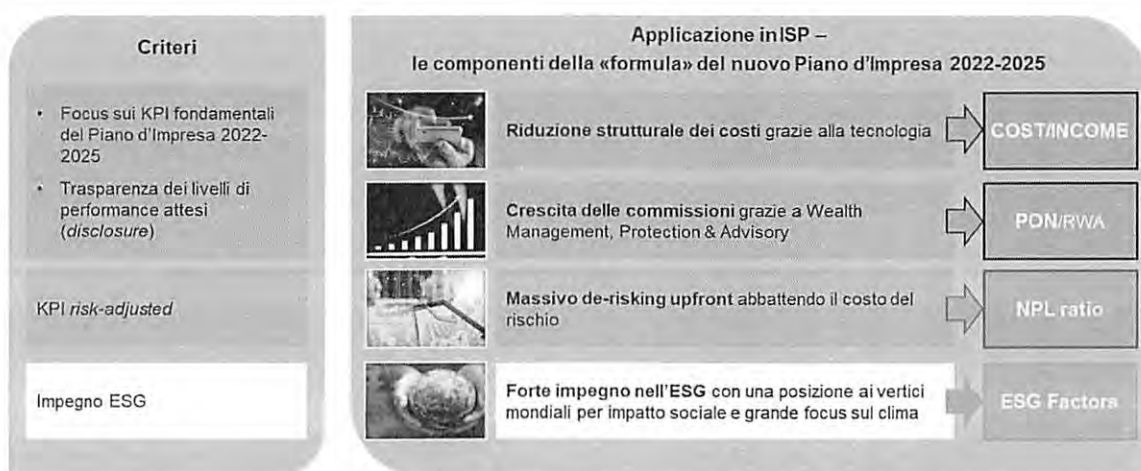 Criteri
• Focus sui KPI fondamentali
del Piano d'Impresa 2022-
2025
• Trasparenza dei livelli di
performance attesi
(disclosure)
KPI risk-adjusted
Impegno ESG
Applicazione in ISP –
le componenti della «formula» del nuovo Piano d'Impresa 2022-2025
Riduzione strutturale dei costi grazie alla tecnologia
COST/INCOME
Crescita delle commissioni grazie a Wealth
Management, Protection & Advisory
PON/RWA
Massivo de-risking upfront abbattendo il costo del
rischio
NPL ratio
Forte impegno nell'ESG con una posizione ai vertici
mondiali per impatto sociale e grande focus sul clima
ESG Factors